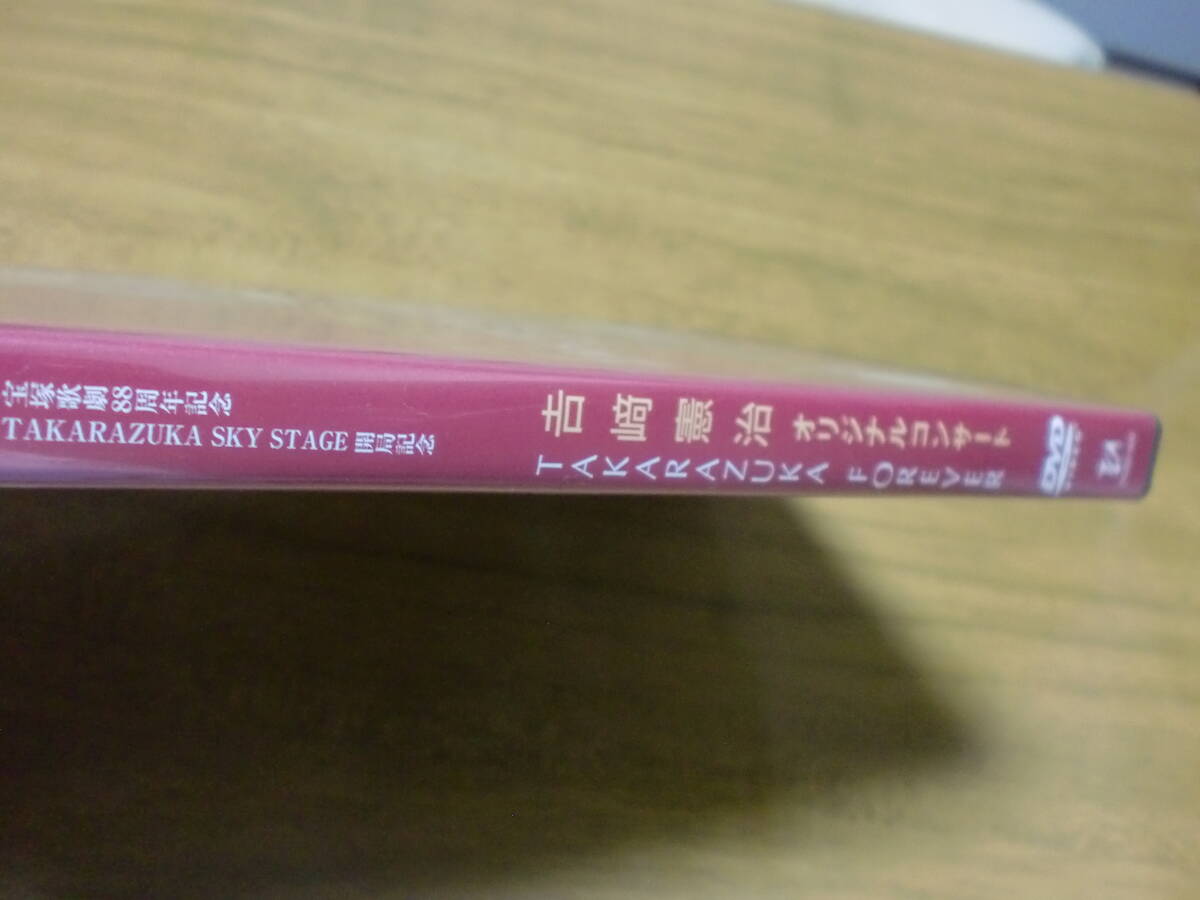 宝塚歌劇88周年記念
TAKARAZUKA SKY STAGE 開局記念
吉﨑憲治 オリジナルコンサート
TAKARAZUKA FOREVER
DVD